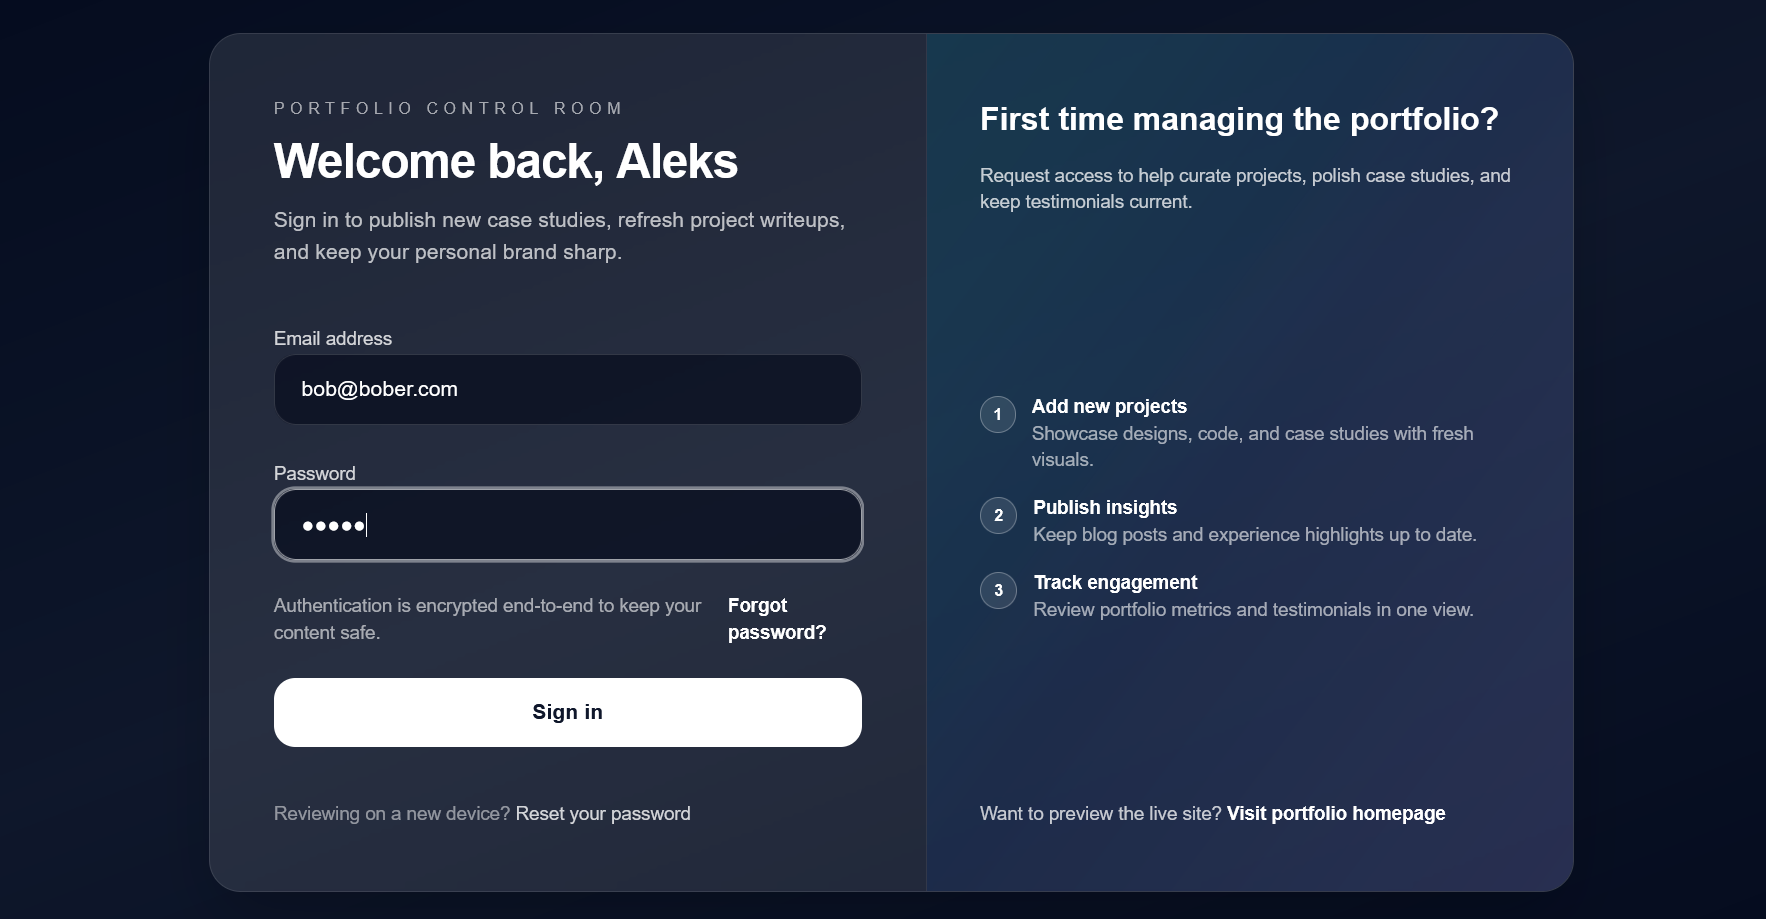 PORTFOLIO CONTROL ROOM
Welcome back, Aleks
Sign in to publish new case studies, refresh project writeups,
and keep your personal brand sharp.
Email address
bob@bober.com
Password
●●●●●
Authentication is encrypted end-to-end to keep your
content safe.
Forgot
password?
Sign in
Reviewing on a new device? Reset your password
First time managing the portfolio?
Request access to help curate projects, polish case studies, and
keep testimonials current.
1
Add new projects
Showcase designs, code, and case studies with fresh
visuals.
2
Publish insights
Keep blog posts and experience highlights up to date.
3
Track engagement
Review portfolio metrics and testimonials in one view.
Want to preview the live site? Visit portfolio homepage